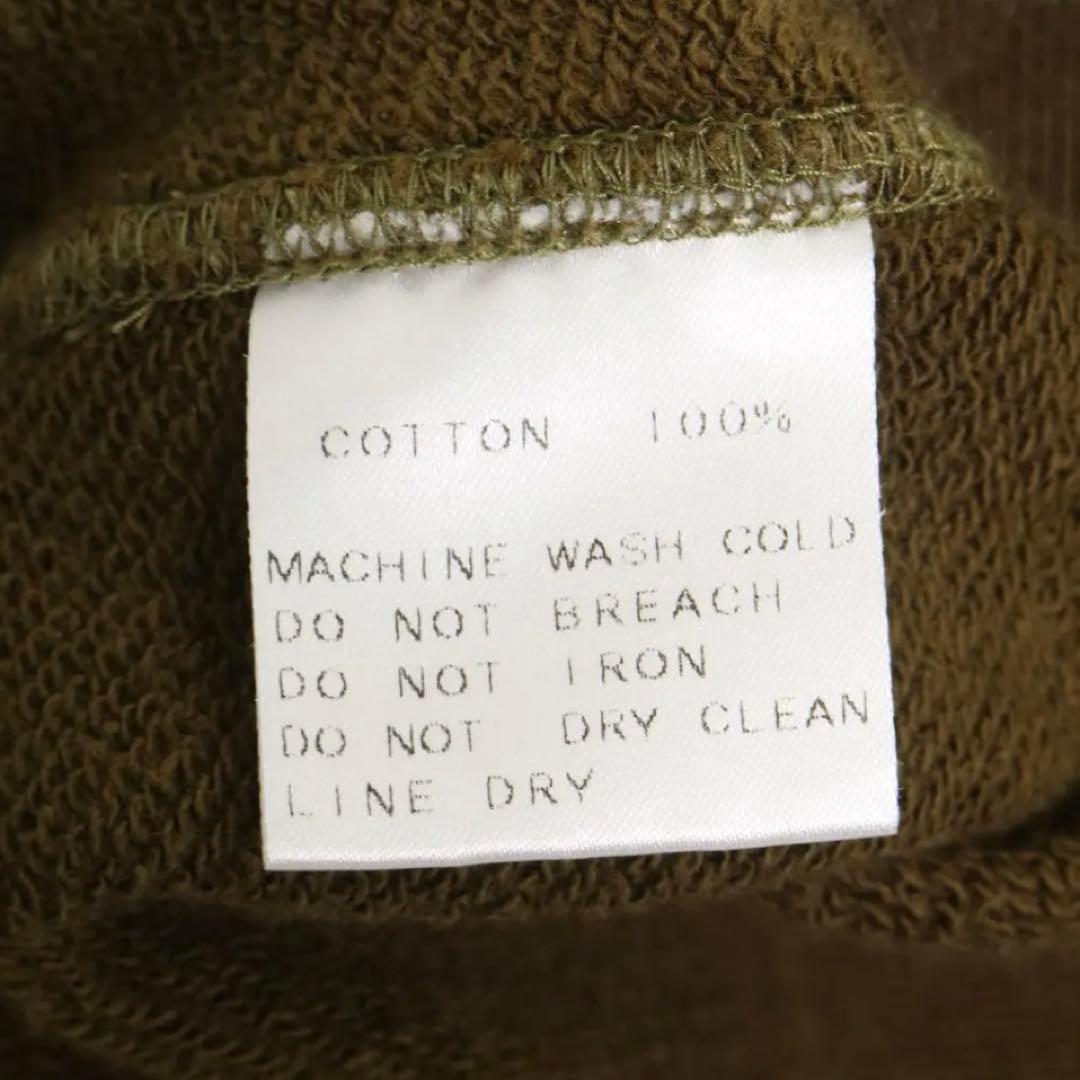 COTTON 100%
MACHINE WASH COLD
DO NOT BREACH
DO NOT IRON
DO NOT DRY CLEAN
LINE DRY